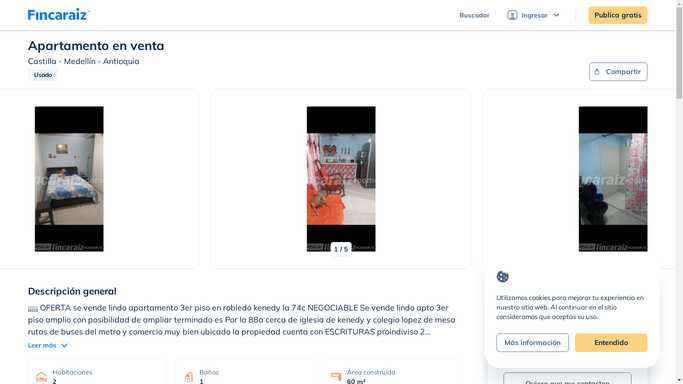 Fincaraiz
Buscador
Ingresar
Publica gratis
Apartamento en venta
Castilla - Medellín - Antioquia
Usado
Compartir
fincaraiz
fincaraiz
fincaraiz
1 / 5
Descripción general
OFERTA se vende lindo apartamento 3er piso en robledo kenedy la 74c NEGOCIABLE Se vende lindo apto 3er
piso amplio con posibilidad de ampliar terminado es Por la 88a cerca de iglesia de kenedy y colegio lopez de mesa
rutas de buses del metro y comercio muy bien ubicado la propiedad cuenta con ESCRITURAS proindiviso 2...
Leer más
Habitaciones
2
Baños
1
Área construida
60 m²
Utilizamos cookies para mejorar tu experiencia en
nuestro sitio web. Al continuar en el sitio
consideramos que aceptas su uso.
Más información
Entendido
Quiero que me contacten